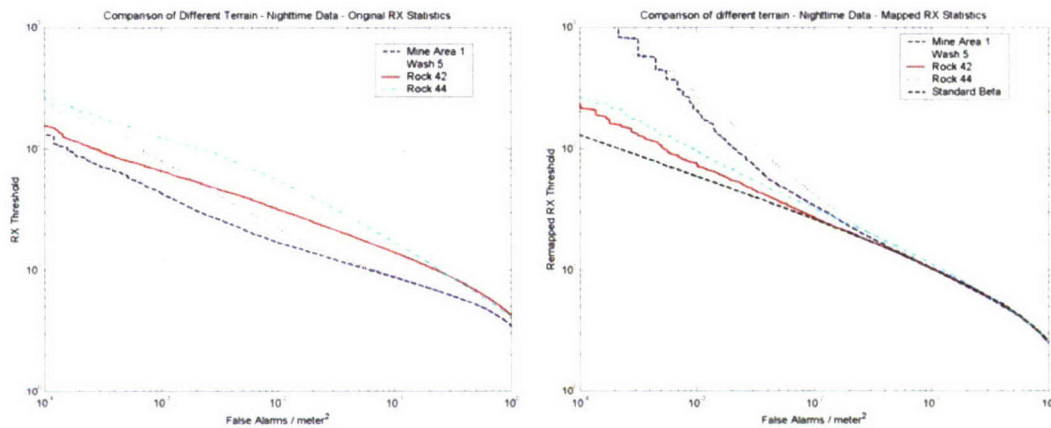 Comparison of Different Terrain - Nighttime Data - Original RX Statistics
Mine Area 1
Wash 5
Rock 42
Rock 44
RX Threshold
False Alarms / meter²
Comparison of different terrain - Nighttime Data - Mapped RX Statistics
Mine Area 1
Wash 5
Rock 42
Rock 44
Standard Beta
Remapped RX Threshold
False Alarms / meter²